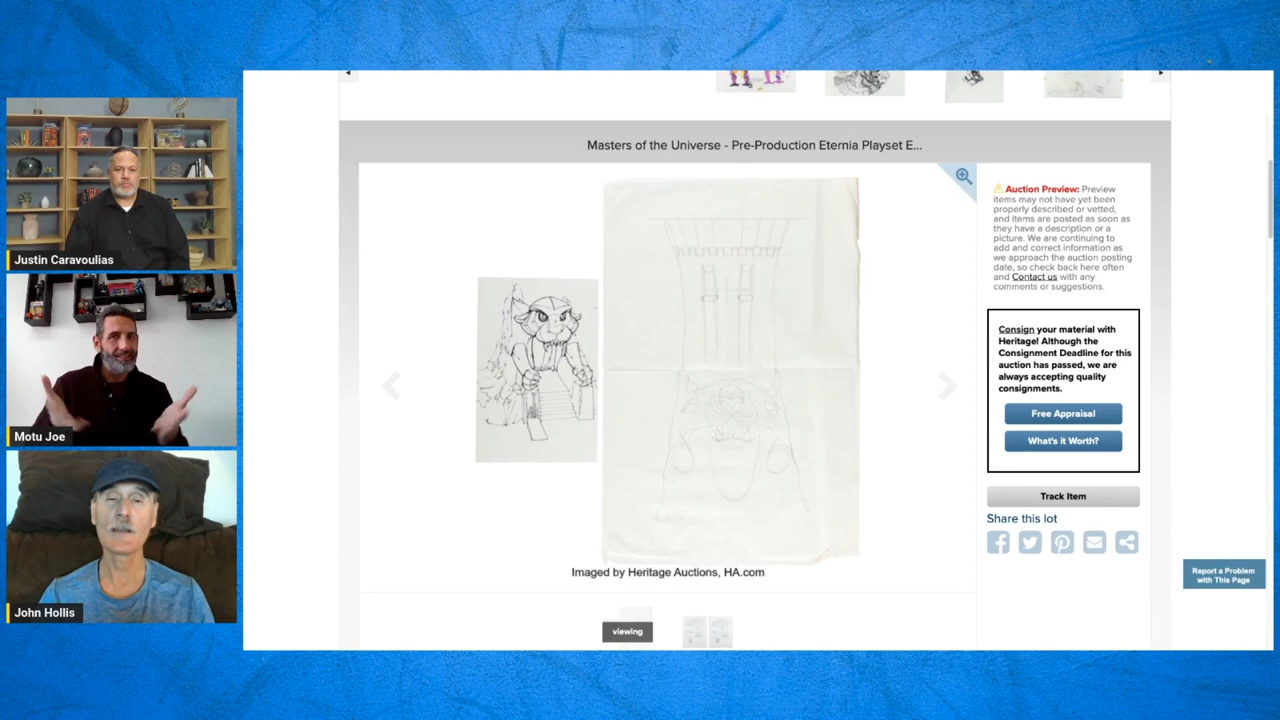 Justin Caravoulias
Motu Joe
John Hollis
Masters of the Universe - Pre-Production Eternia Playset E...
Auction Preview: Preview
items may not have yet been
properly described or vetted,
and items are posted as soon as
they have a description or a
picture. We are continuing to
add and correct information as
we approach the auction posting
date, so check back here often
and Contact us with any
comments or suggestions.
Consign your material with
Heritage! Although the
Consignment Deadline for this
auction has passed, we are
always accepting quality
consignments.
Free Appraisal
What's it Worth?
Track Item
Share this lot
Imaged by Heritage Auctions, HA.com
viewing
Report a Problem
with This Page